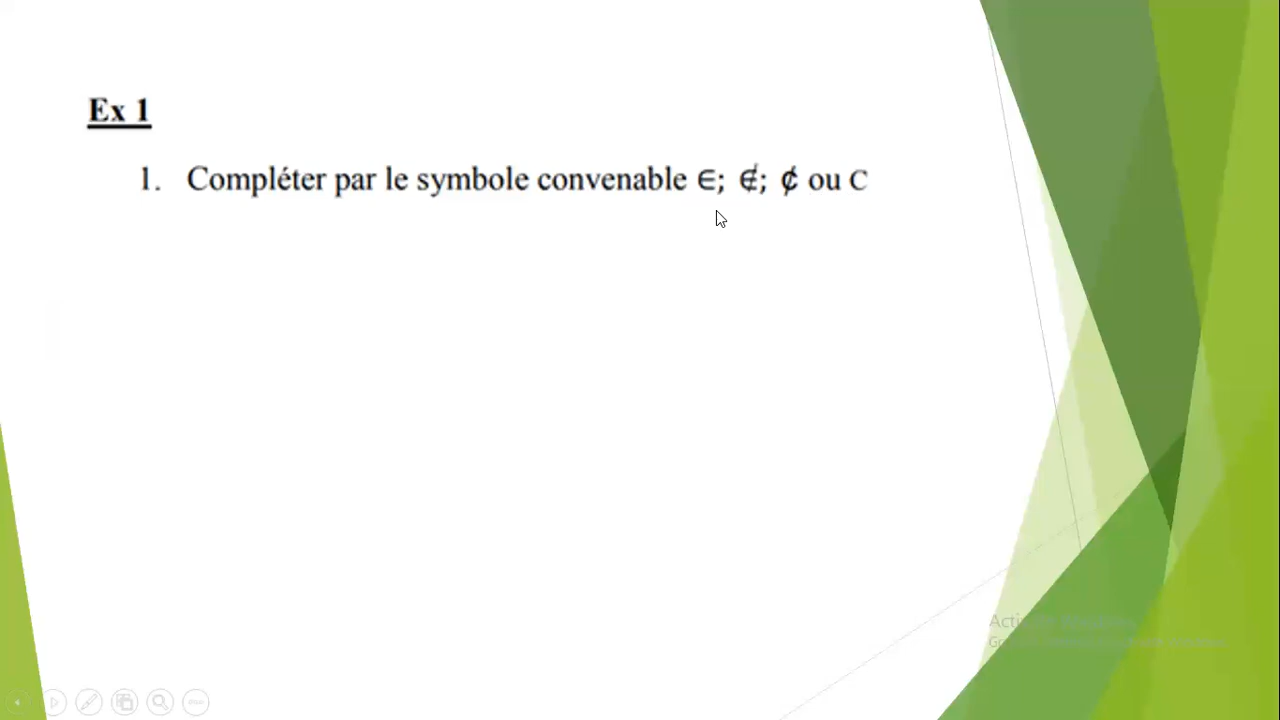 Ex 1
1. Compléter par le symbole convenable ∈; ∉; ⊄ ou ⊂